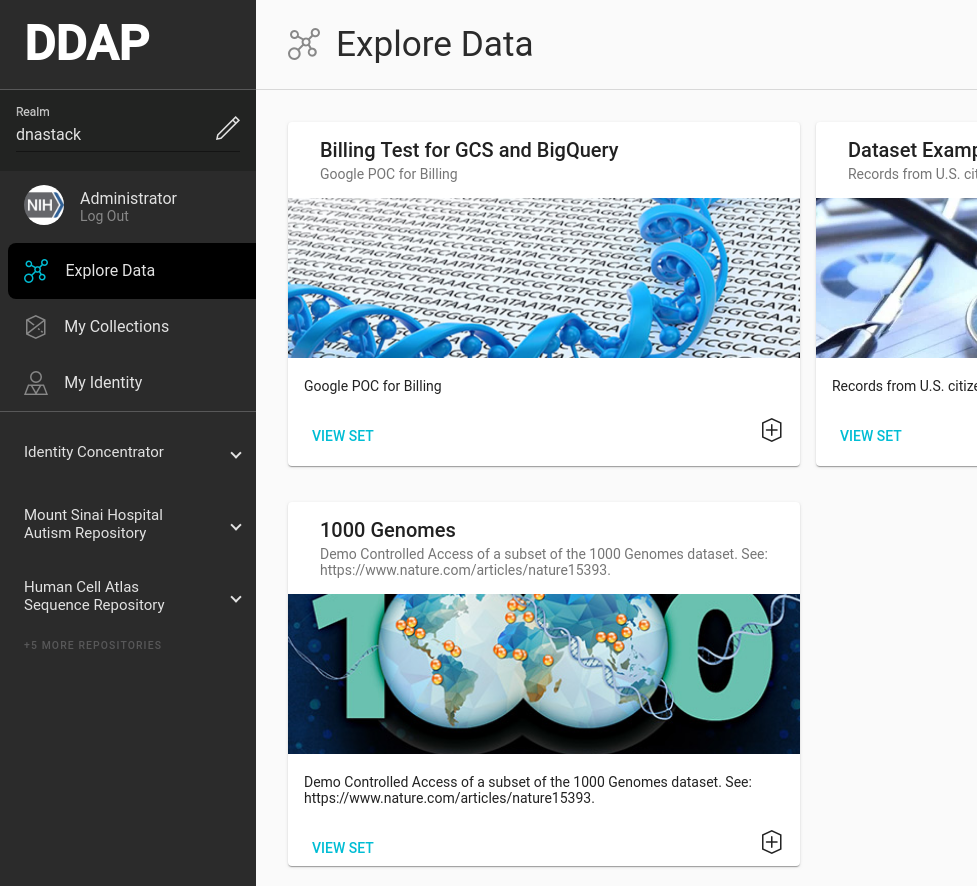 DDAP
Realm
dnastack
NIH
Administrator
Log Out
Explore Data
My Collections
My Identity
Identity Concentrator
Mount Sinai Hospital
Autism Repository
Human Cell Atlas
Sequence Repository
+5 MORE REPOSITORIES
Explore Data
Billing Test for GCS and BigQuery
Google POC for Billing
Google POC for Billing
VIEW SET
Dataset Examp
Records from U.S. cit
Records from U.S. citize
VIEW SET
1000 Genomes
Demo Controlled Access of a subset of the 1000 Genomes dataset. See:
https://www.nature.com/articles/nature15393.
1000
Demo Controlled Access of a subset of the 1000 Genomes dataset. See:
https://www.nature.com/articles/nature15393.
VIEW SET